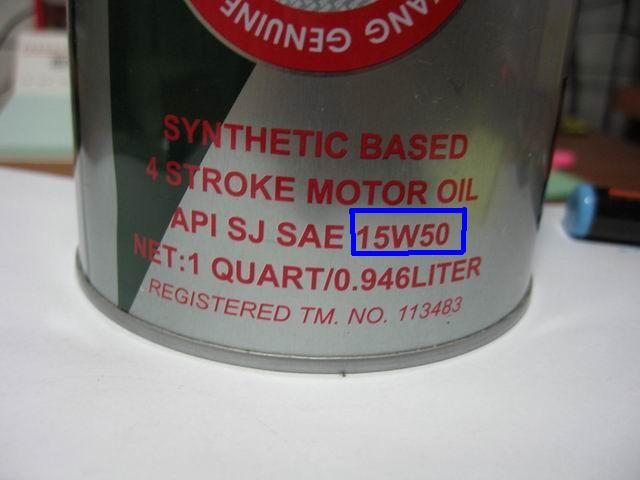 YANG GENUINE
SYNTHETIC BASED
4 STROKE MOTOR OIL
API SJ SAE 15W50
NET:1 QUART/0.946LITER
REGISTERED TM. NO. 113483